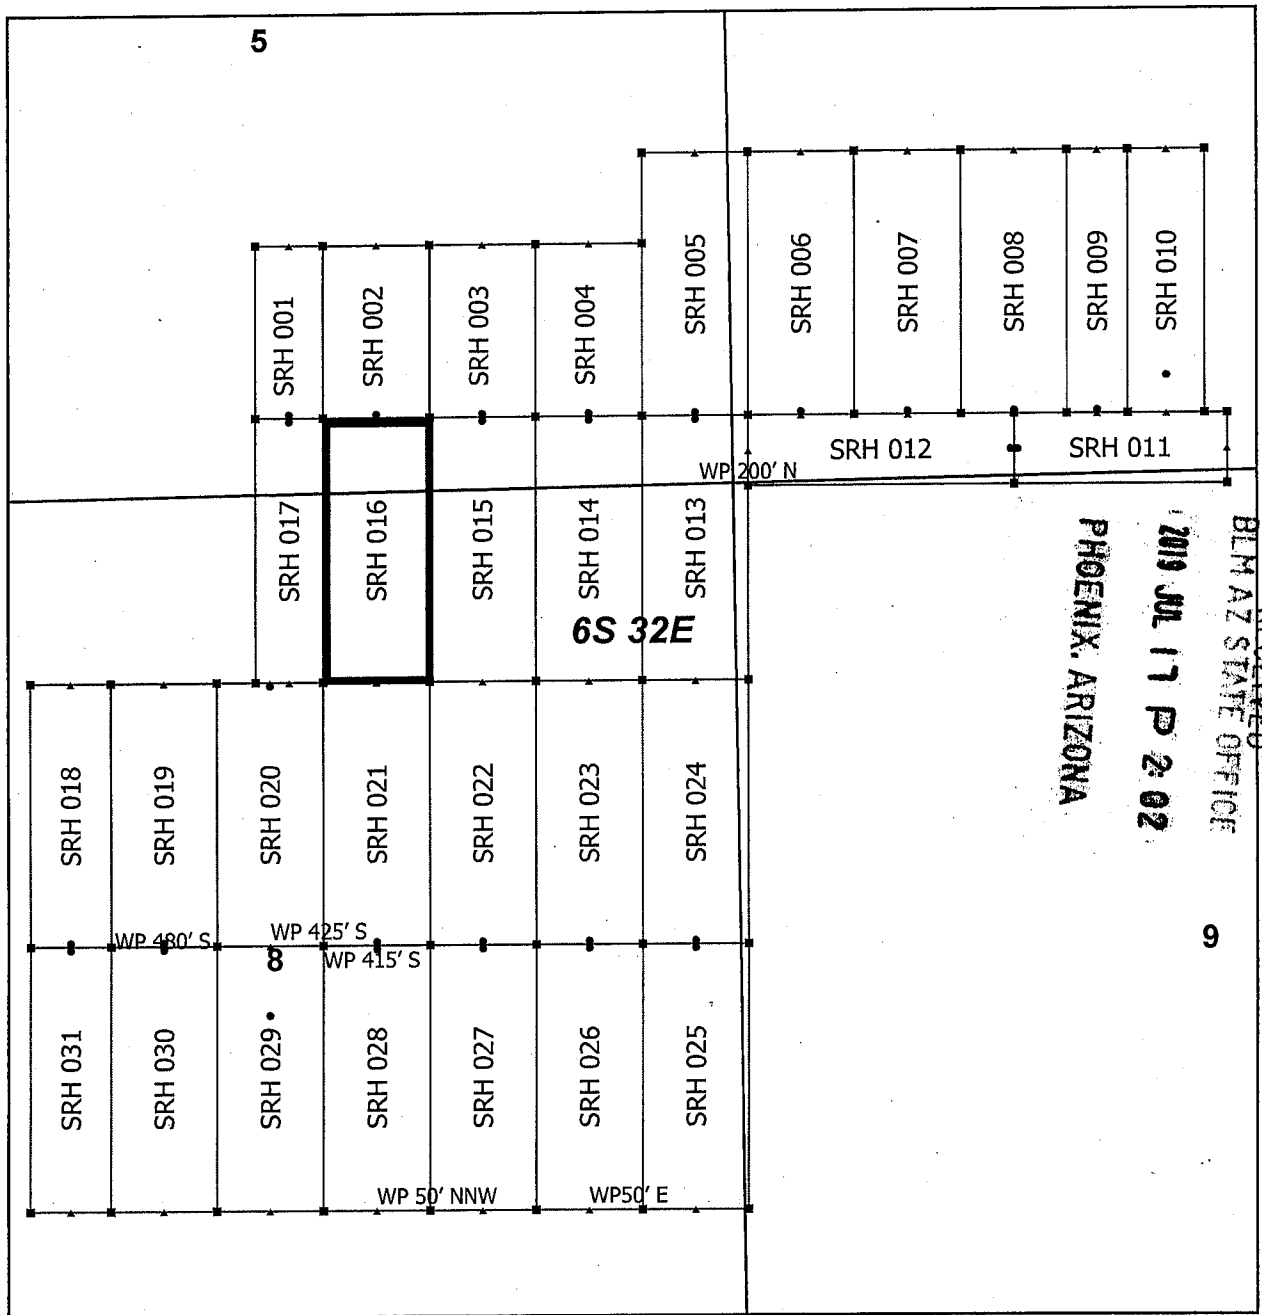 5
SRH 001
SRH 002
SRH 003
SRH 004
SRH 005
SRH 006
SRH 007
SRH 008
SRH 009
SRH 010
SRH 012
SRH 011
WP 200' N
SRH 017
SRH 016
SRH 015
SRH 014
SRH 013
6S 32E
BLM AZ STATE OFFICE
2019 JUL 17 P 2:02
PHOENIX, ARIZONA
SRH 018
SRH 019
SRH 020
SRH 021
SRH 022
SRH 023
SRH 024
WP 480' S
WP 425' S
8
WP 415' S
9
SRH 031
SRH 030
SRH 029
SRH 028
SRH 027
SRH 026
SRH 025
WP 50' NNW
WP50' E